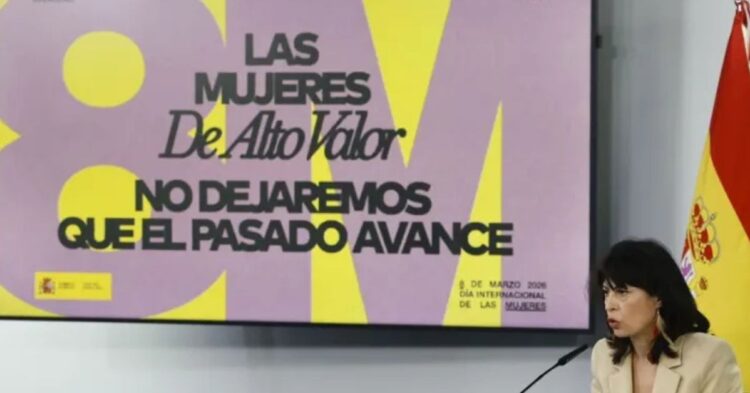 8M
LAS
MUJERES
De Alto Valor
NO DEJAREMOS
QUE EL PASADO AVANCE
8 DE MARZO 2026
DÍA INTERNACIONAL
DE LAS MUJERES